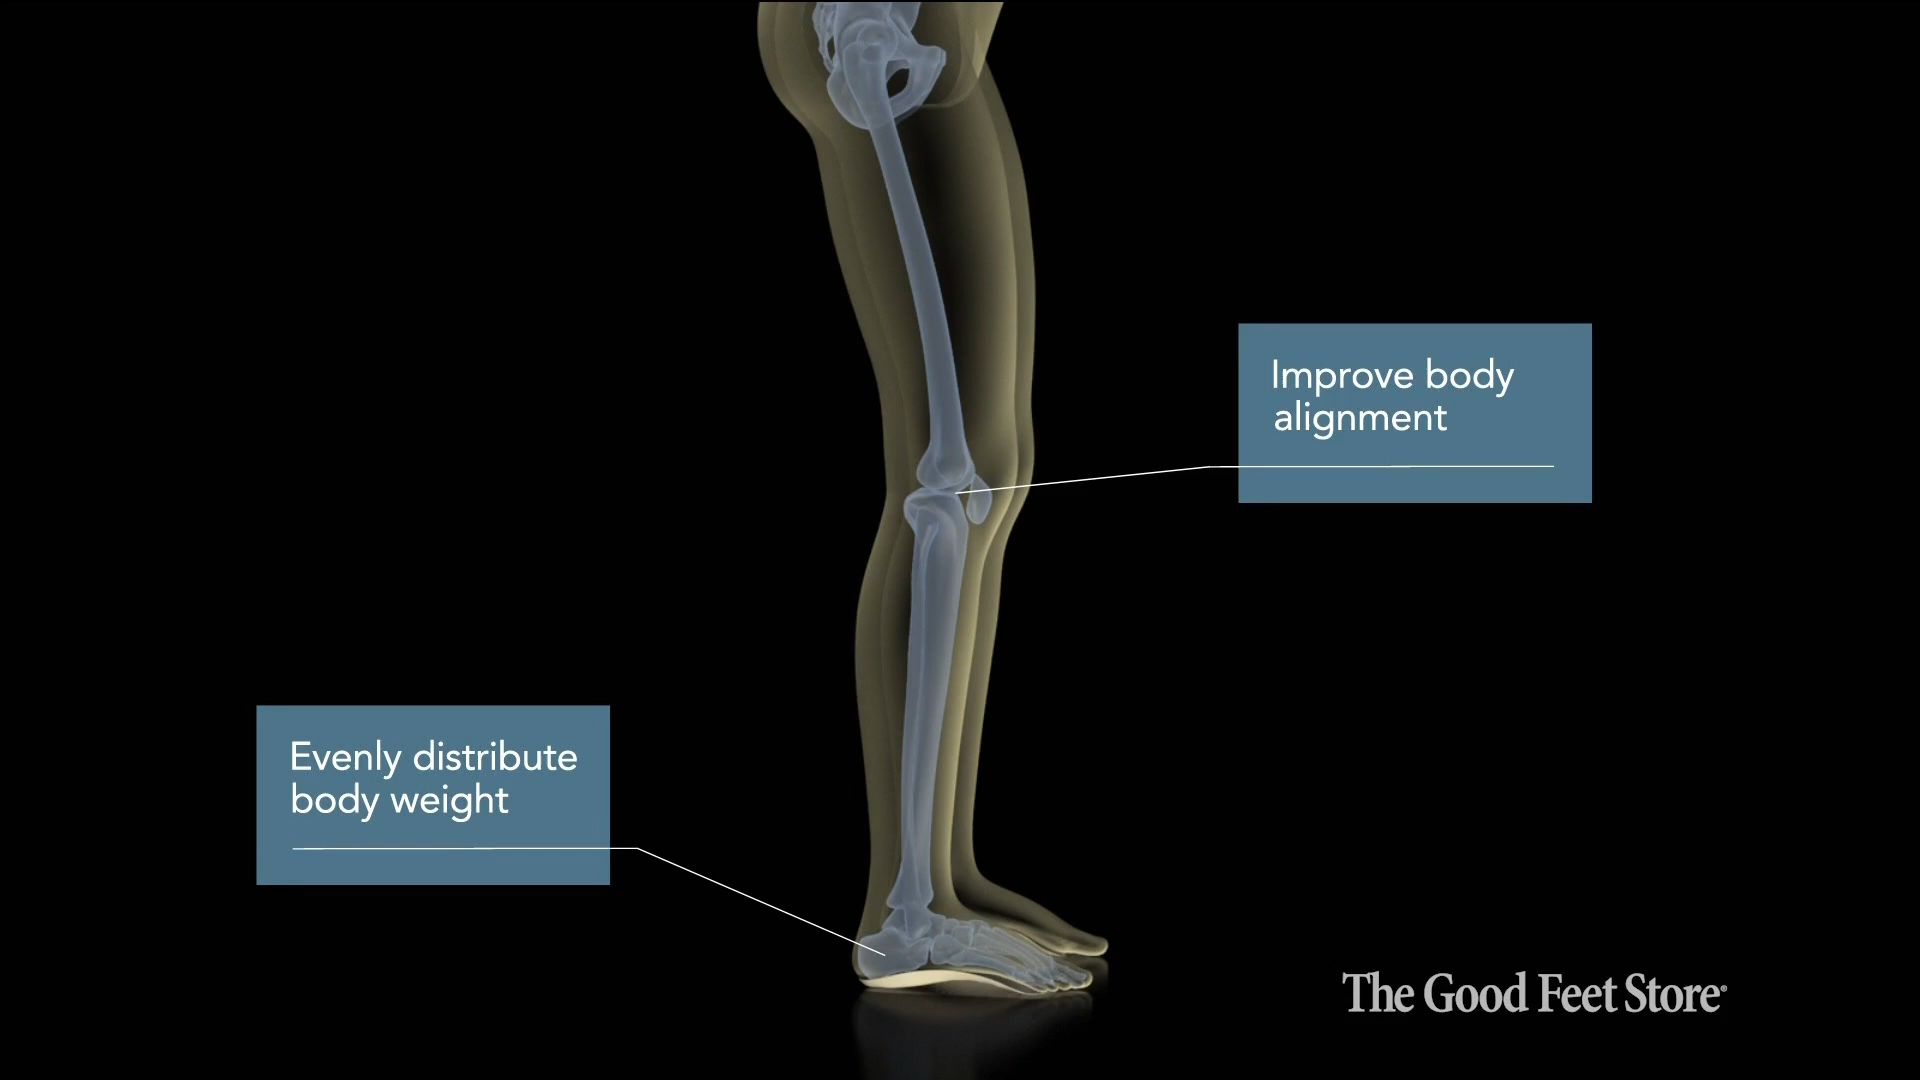 Improve body
alignment
Evenly distribute
body weight
The Good Feet Store®